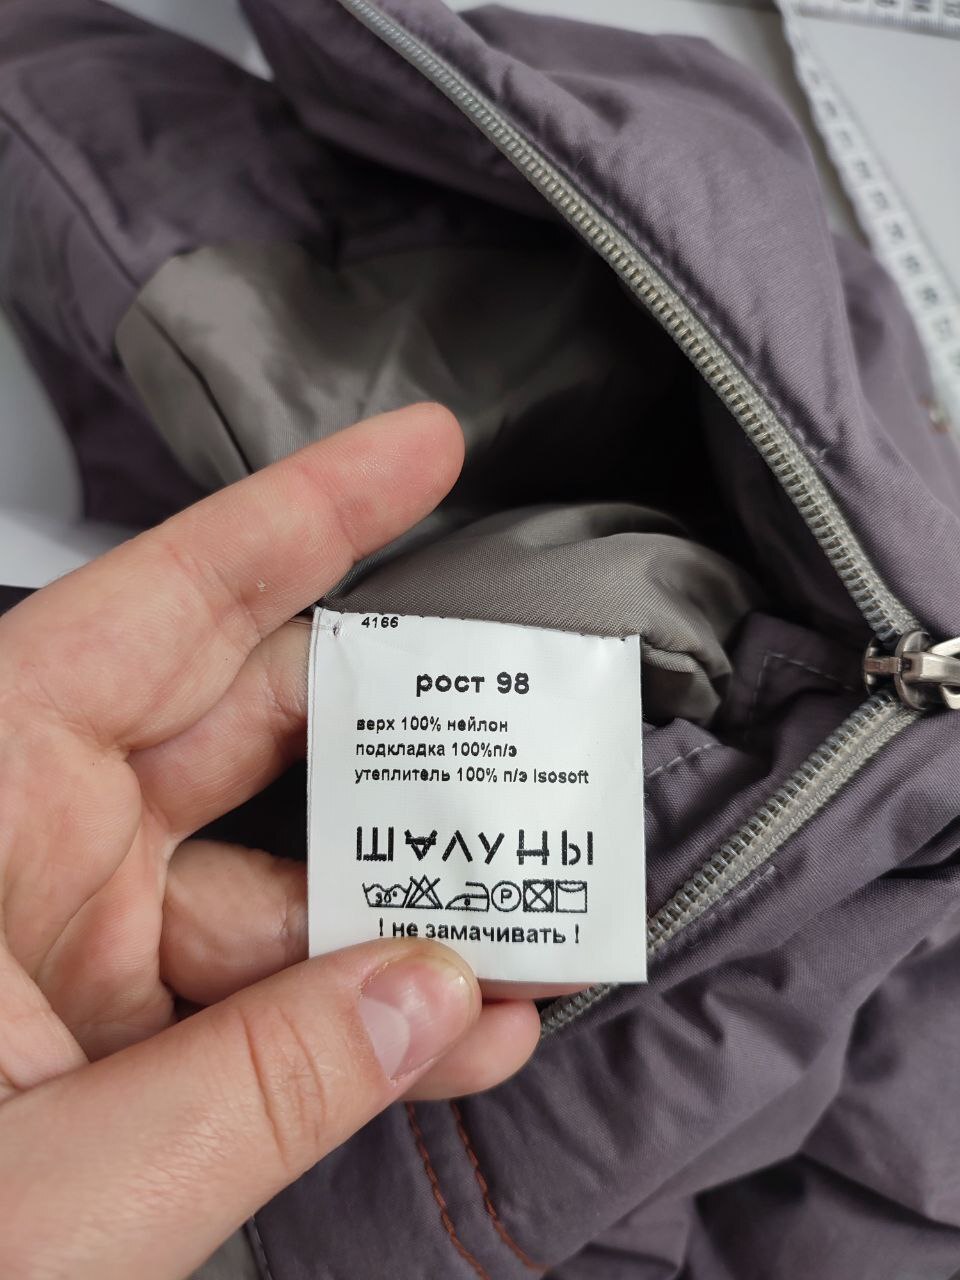 4166
рост 98
верх 100% нейлон
подкладка 100%п/э
утеплитель 100% п/э Isosoft
ШАЛУНЫ
30°
P
! не замачивать !